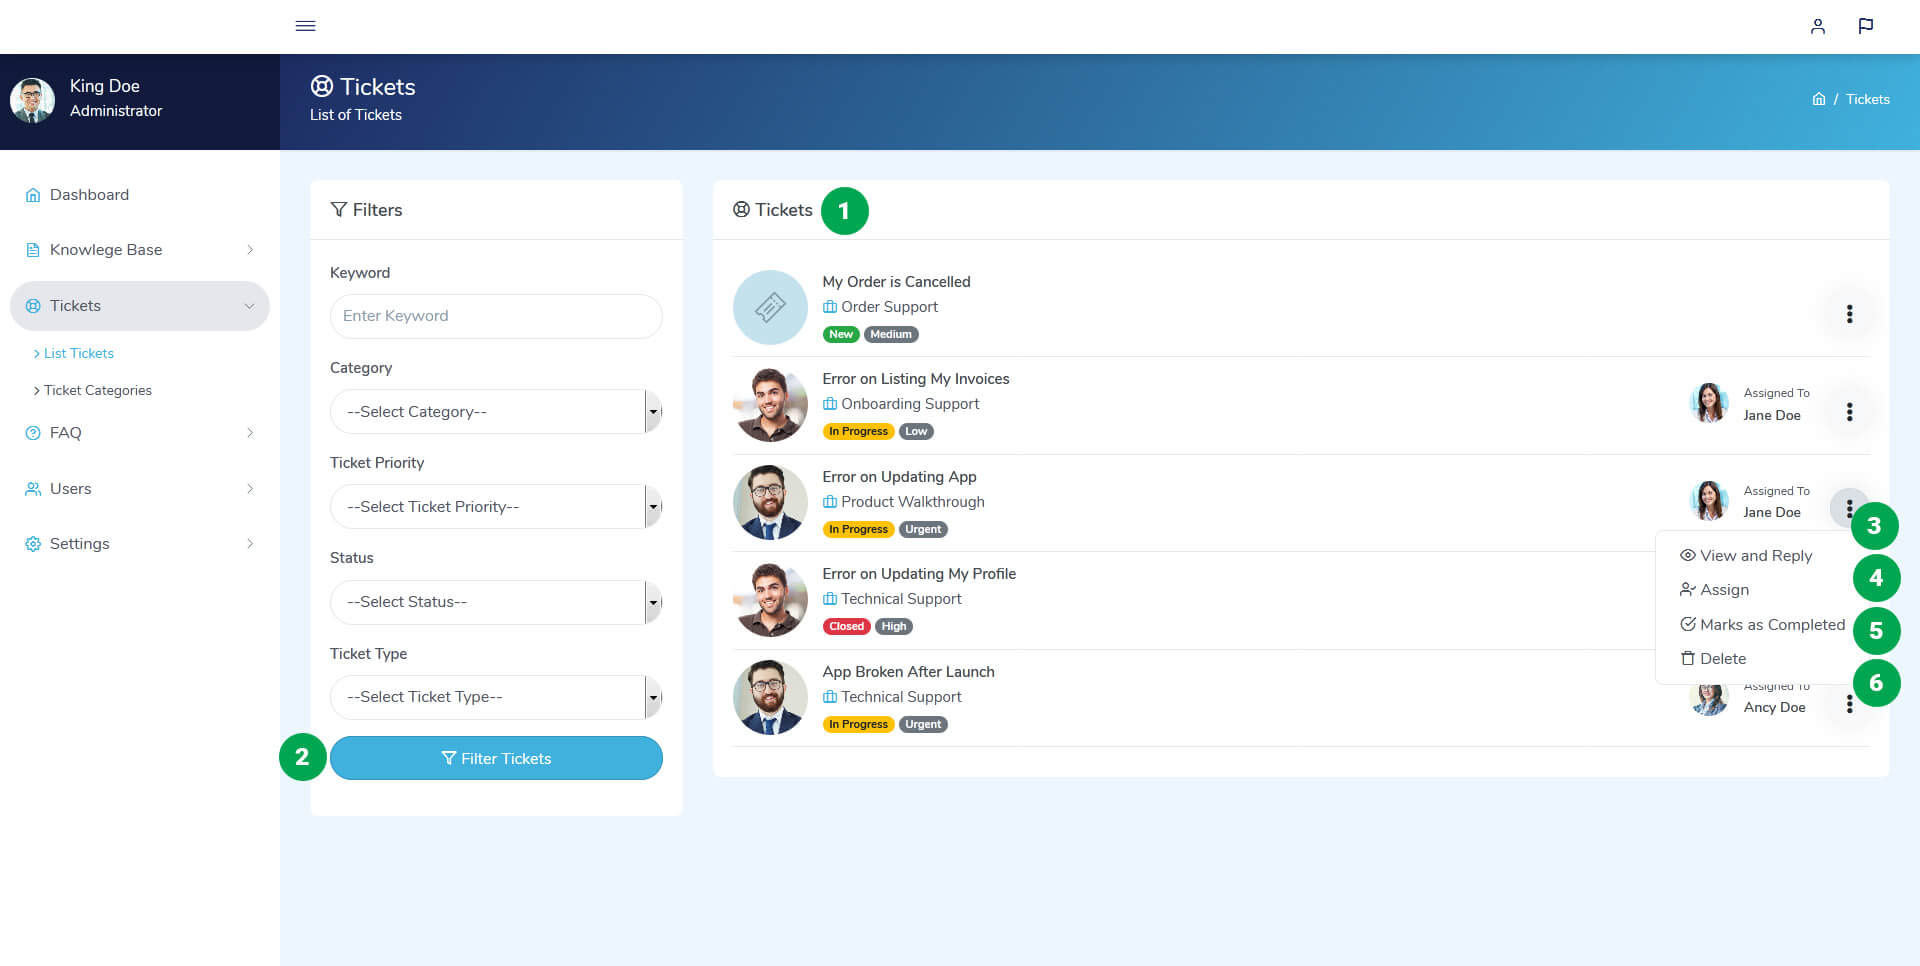 King Doe
Administrator
Tickets
List of Tickets
/ Tickets
Dashboard
Knowlege Base
Tickets
List Tickets
Ticket Categories
FAQ
Users
Settings
Filters
Keyword
Enter Keyword
Category
--Select Category--
Ticket Priority
--Select Ticket Priority--
Status
--Select Status--
Ticket Type
--Select Ticket Type--
2 Filter Tickets
Tickets 1
My Order is Cancelled
Order Support
New Medium
Error on Listing My Invoices
Onboarding Support
In Progress Low
Assigned To
Jane Doe
Error on Updating App
Product Walkthrough
In Progress Urgent
Assigned To
Jane Doe
3
View and Reply
4
Assign
Marks as Completed 5
Delete
6
Error on Updating My Profile
Technical Support
Closed High
App Broken After Launch
Technical Support
In Progress Urgent
Assigned To
Ancy Doe